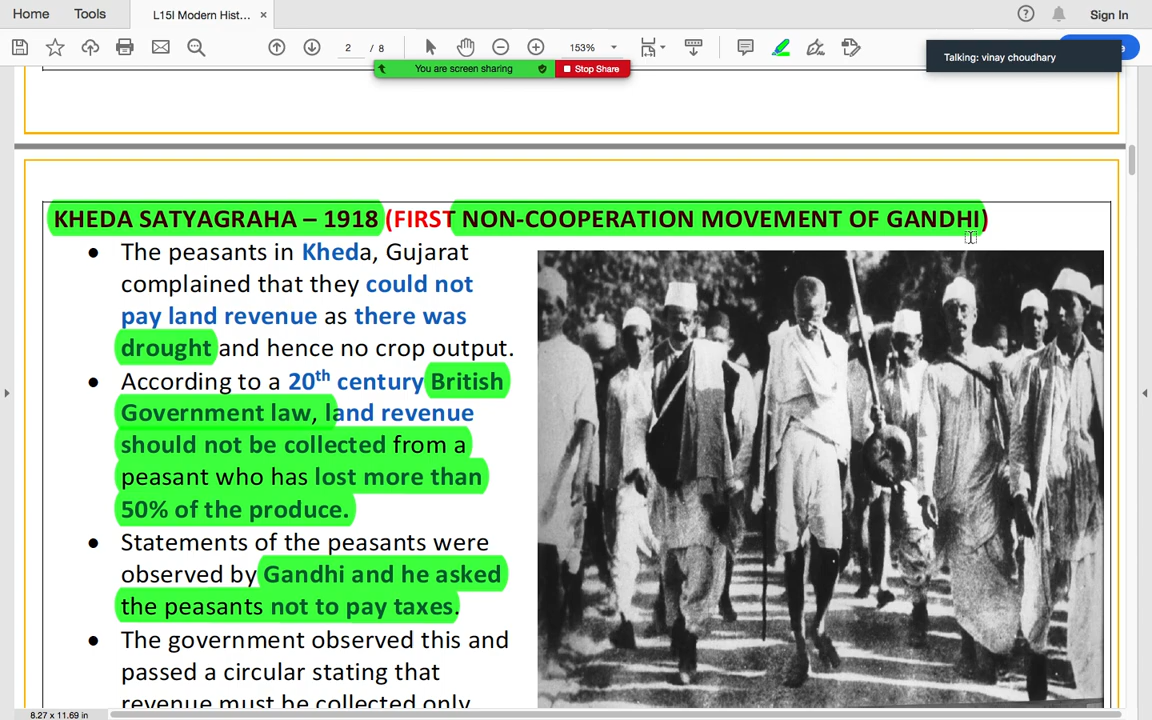 Home Tools L15I Modern Hist... × Sign In
2 / 8 153%
Talking: vinay choudhary
You are screen sharing Stop Share
KHEDA SATYAGRAHA – 1918 (FIRST NON-COOPERATION MOVEMENT OF GANDHI)
● The peasants in Kheda, Gujarat
complained that they could not
pay land revenue as there was
drought and hence no crop output.
● According to a 20th century British
Government law, land revenue
should not be collected from a
peasant who has lost more than
50% of the produce.
● Statements of the peasants were
observed by Gandhi and he asked
the peasants not to pay taxes.
● The government observed this and
passed a circular stating that
revenue must be collected only
8.27 x 11.69 in